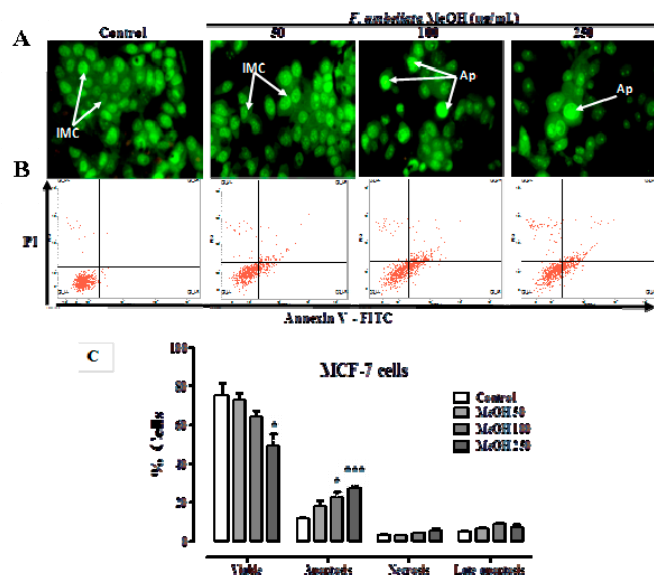 F. umbellata MeOH (ug/mL)
A Control 50 100 250
IMC IMC Ap Ap
B
PI
Annexin V - FITC
C
MCF-7 cells
% Cells
100
80
60
40
20
0
Control
MeOH 50
MeOH 100
MeOH 250
*
* ***
Viable Apoptosis Necrosis Late apoptosis